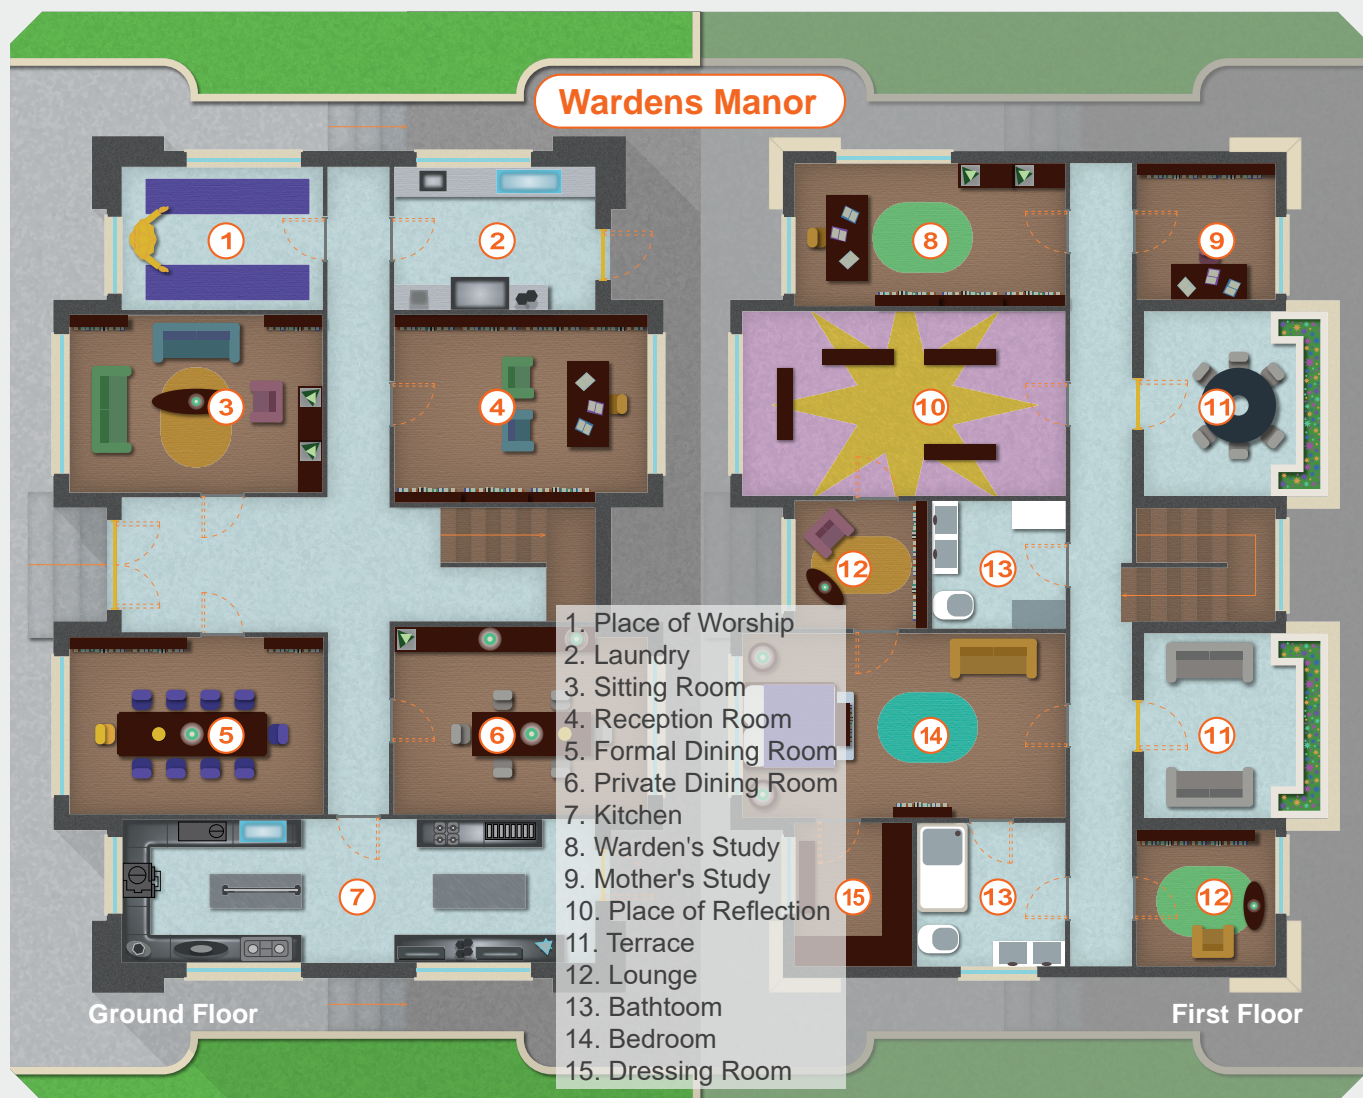 Wardens Manor
1
2
3
4
5
6
7
8
9
10
11
12
13
14
11
15
13
12
1. Place of Worship
2. Laundry
3. Sitting Room
4. Reception Room
5. Formal Dining Room
6. Private Dining Room
7. Kitchen
8. Warden's Study
9. Mother's Study
10. Place of Reflection
11. Terrace
12. Lounge
13. Bathtoom
14. Bedroom
15. Dressing Room
Ground Floor
First Floor